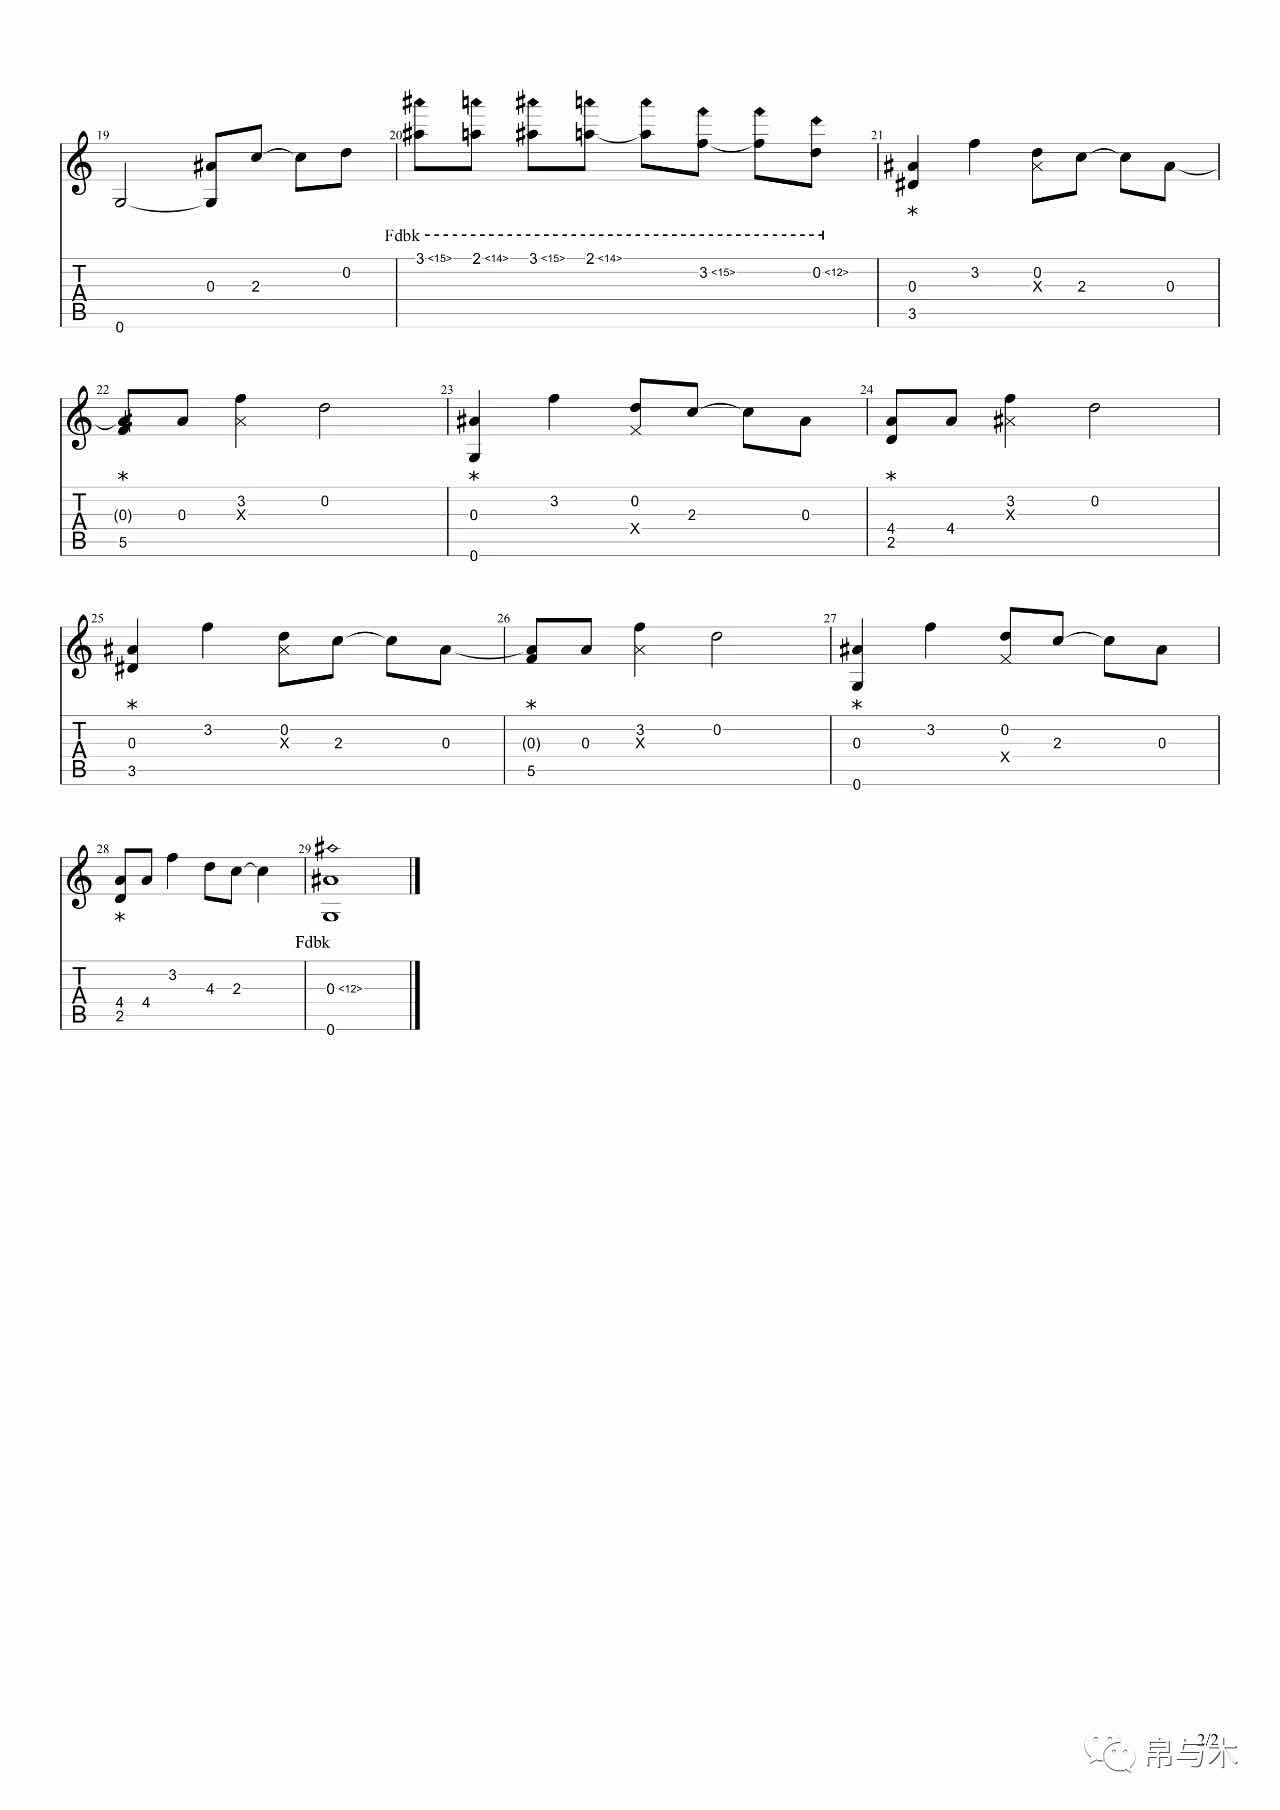 19 20 21
Fdbk
3 <15> 2 <14> 3 <15> 2 <14>
T 0 3 <15> 0 <12> 3 0
A 0 2 0 X 2 0
B 3
0
22 23 24
* * *
T 3 0 3 0 3 0
(0) 0 X 0 2 0 X
A X 4 4
B 5 2
0
25 26 27
* * *
T 3 0 3 0 3 0
0 X 2 0 (0) 0 X 0 2 0
A X
B 3 5
0
28 29
*
Fdbk
T 3
4 2 0 <12>
A 4 4
B 2
0 0
2/2
帛与木